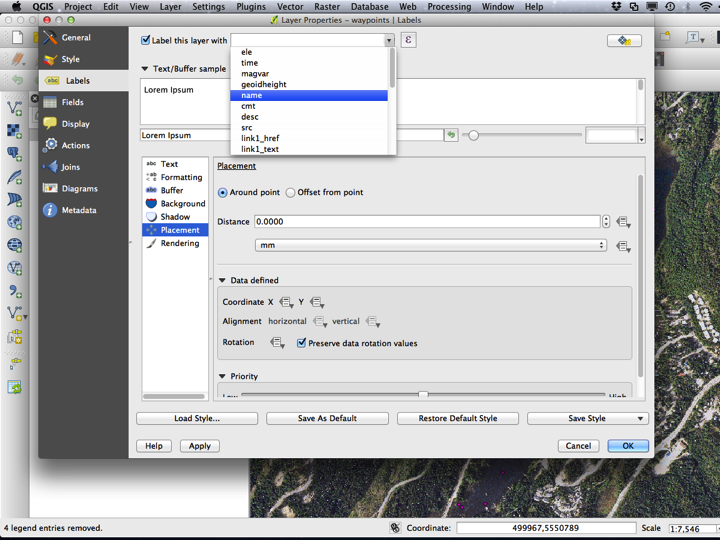 QGIS Project Edit View Layer Settings Plugins Vector Raster Database Web Processing Window Help
Layer Properties - waypoints | Labels
General
Style
Labels
Fields
Display
Actions
Joins
Diagrams
Metadata
Label this layer with
ε
ele
time
magvar
geoidheight
name
cmt
desc
src
link1_href
link1_text
Text/Buffer sample
Lorem Ipsum
Lorem Ipsum
Text
Formatting
Buffer
Background
Shadow
Placement
Rendering
Placement
Around point Offset from point
Distance 0.0000
mm
Data defined
Coordinate X Y
Alignment horizontal vertical
Rotation Preserve data rotation values
Priority
Low High
Load Style... Save As Default Restore Default Style Save Style
Help Apply Cancel OK
4 legend entries removed. Coordinate: 499967,5550789 Scale 1:7,546